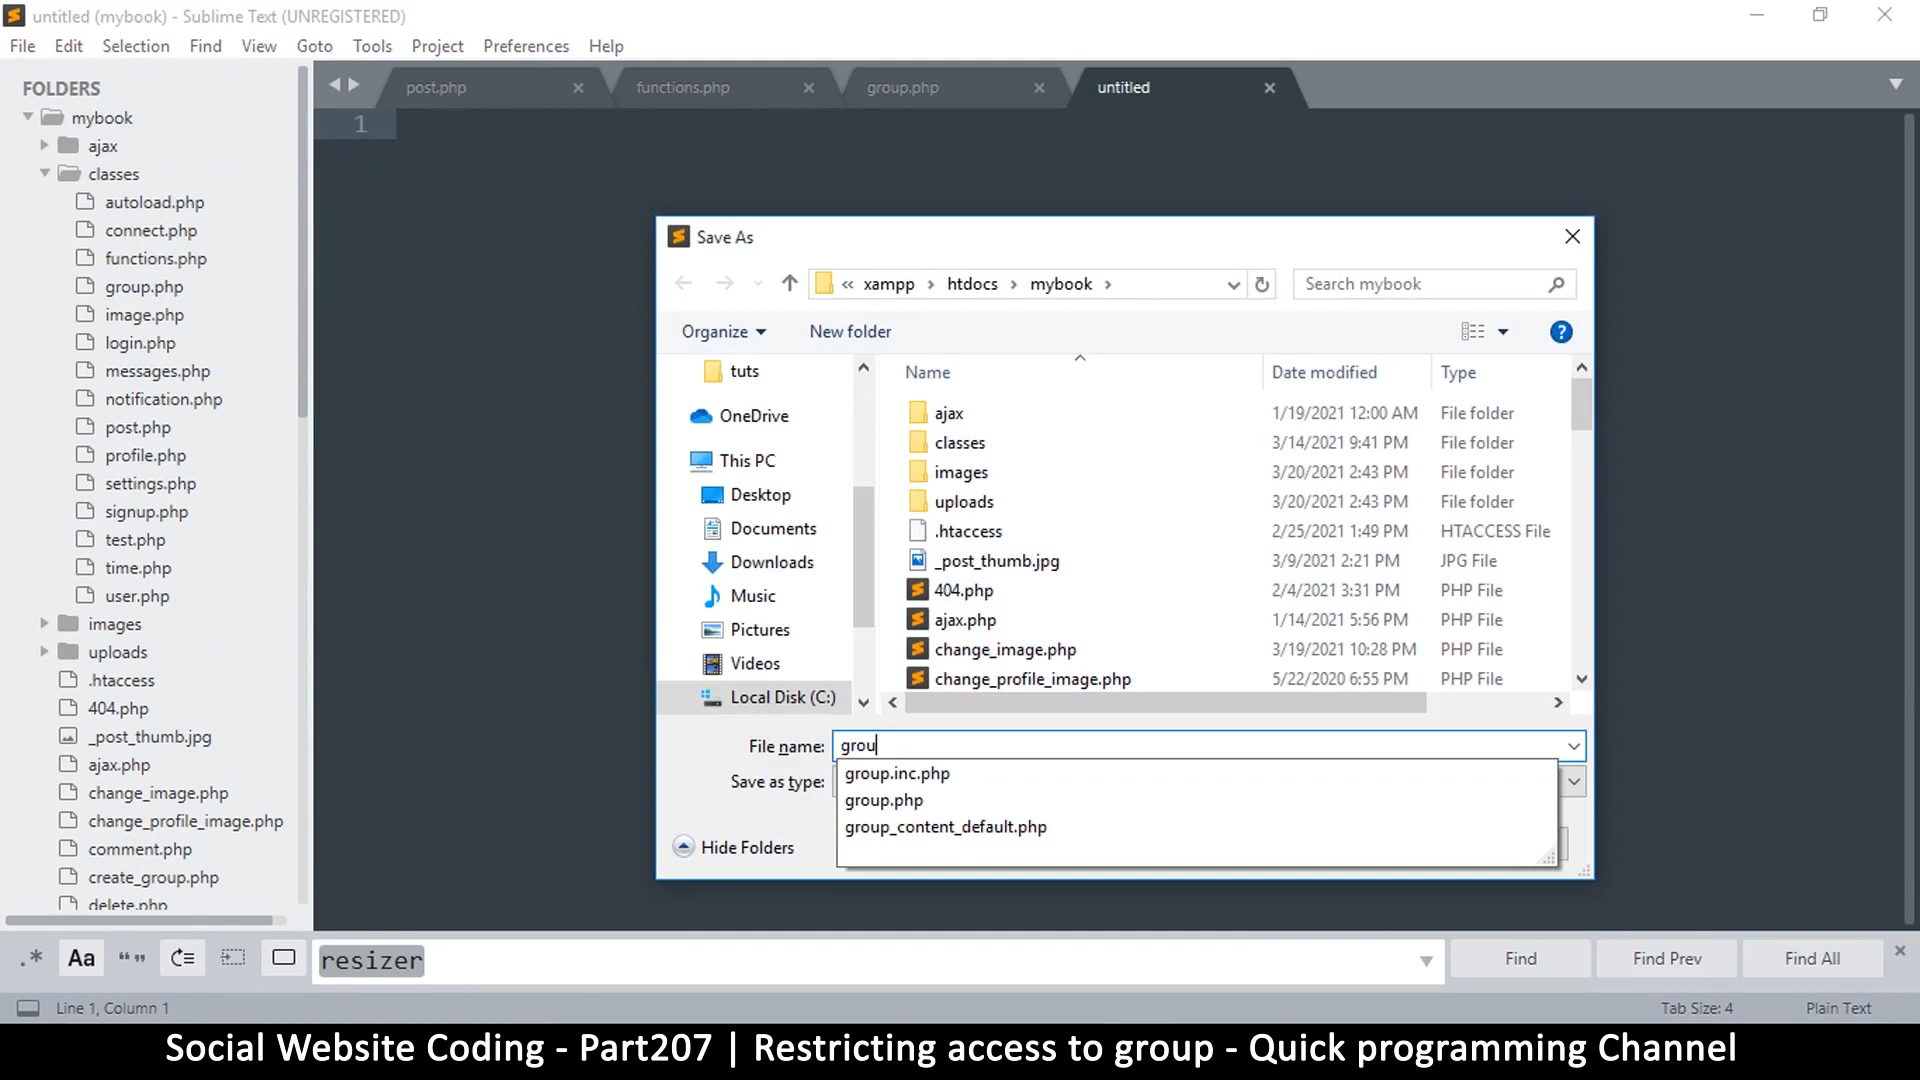 untitled (mybook) - Sublime Text (UNREGISTERED)
File Edit Selection Find View Goto Tools Project Preferences Help
FOLDERS
mybook
ajax
classes
autoload.php
connect.php
functions.php
group.php
image.php
login.php
messages.php
notification.php
post.php
profile.php
settings.php
signup.php
test.php
time.php
user.php
images
uploads
.htaccess
404.php
_post_thumb.jpg
ajax.php
change_image.php
change_profile_image.php
comment.php
create_group.php
delete.php
post.php functions.php group.php untitled
1
Save As
« xampp › htdocs › mybook ›
Search mybook
Organize New folder
tuts
OneDrive
This PC
Desktop
Documents
Downloads
Music
Pictures
Videos
Local Disk (C:)
Name Date modified Type
ajax 1/19/2021 12:00 AM File folder
classes 3/14/2021 9:41 PM File folder
images 3/20/2021 2:43 PM File folder
uploads 3/20/2021 2:43 PM File folder
.htaccess 2/25/2021 1:49 PM HTACCESS File
_post_thumb.jpg 3/9/2021 2:21 PM JPG File
404.php 2/4/2021 3:31 PM PHP File
ajax.php 1/14/2021 5:56 PM PHP File
change_image.php 3/19/2021 10:28 PM PHP File
change_profile_image.php 5/22/2020 6:55 PM PHP File
File name: grou
Save as type:
group.inc.php
group.php
group_content_default.php
Hide Folders
.* Aa “ ” resizer Find Find Prev Find All
Line 1, Column 1 Tab Size: 4 Plain Text
Social Website Coding - Part207 | Restricting access to group - Quick programming Channel